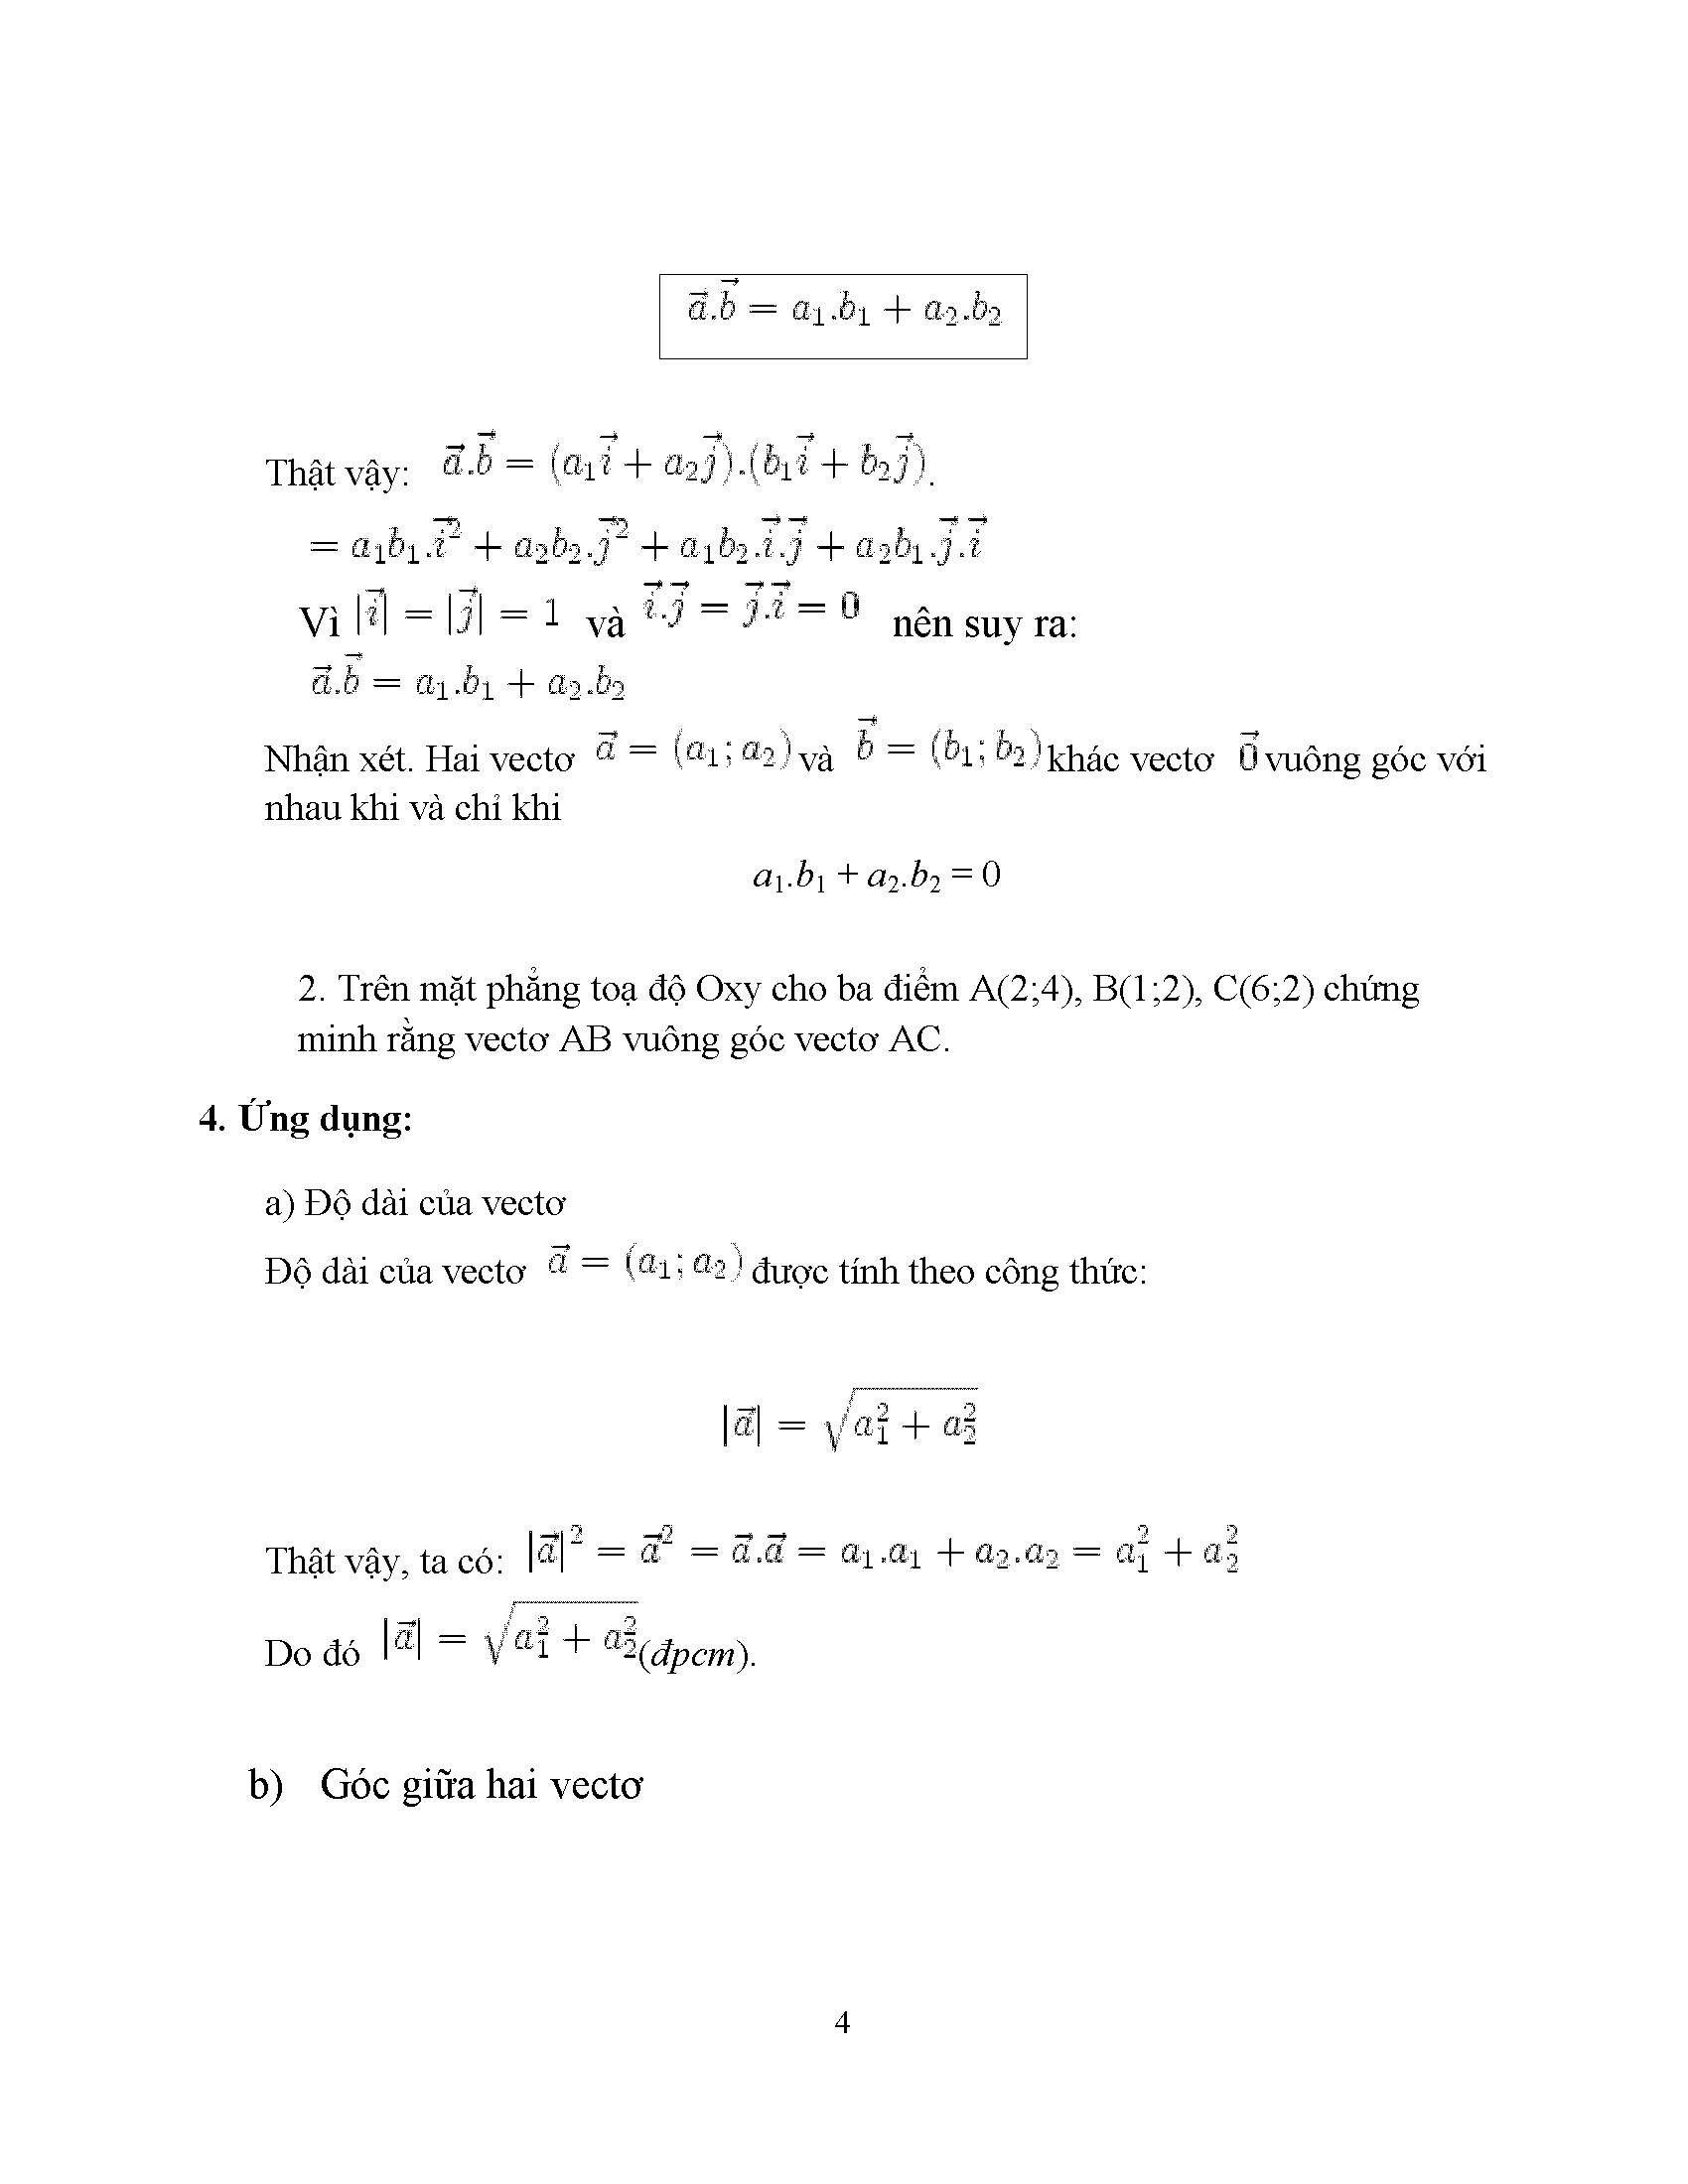 $\vec{a}.\vec{b} = a_1.b_1 + a_2.b_2$
Thật vậy: $\vec{a}.\vec{b} = (a_1\vec{i} + a_2\vec{j}).(b_1\vec{i} + b_2\vec{j})$.
$= a_1b_1.\vec{i}^2 + a_2b_2.\vec{j}^2 + a_1b_2.\vec{i}.\vec{j} + a_2b_1.\vec{j}.\vec{i}$
Vì $|\vec{i}| = |\vec{j}| = 1$ và $\vec{i}.\vec{j} = \vec{j}.\vec{i} = 0$ nên suy ra:
$\vec{a}.\vec{b} = a_1.b_1 + a_2.b_2$
Nhận xét. Hai vectơ $\vec{a} = (a_1; a_2)$ và $\vec{b} = (b_1; b_2)$ khác vectơ $\vec{0}$ vuông góc với
nhau khi và chỉ khi
$a_1.b_1 + a_2.b_2 = 0$
2. Trên mặt phẳng toạ độ Oxy cho ba điểm A(2;4), B(1;2), C(6;2) chứng
minh rằng vectơ AB vuông góc vectơ AC.
4. Ứng dụng:
a) Độ dài của vectơ
Độ dài của vectơ $\vec{a} = (a_1; a_2)$ được tính theo công thức:
$|\vec{a}| = \sqrt{a_1^2 + a_2^2}$
Thật vậy, ta có: $|\vec{a}|^2 = \vec{a}^2 = \vec{a}.\vec{a} = a_1.a_1 + a_2.a_2 = a_1^2 + a_2^2$
Do đó $|\vec{a}| = \sqrt{a_1^2 + a_2^2}$(đpcm).
b) Góc giữa hai vectơ
4